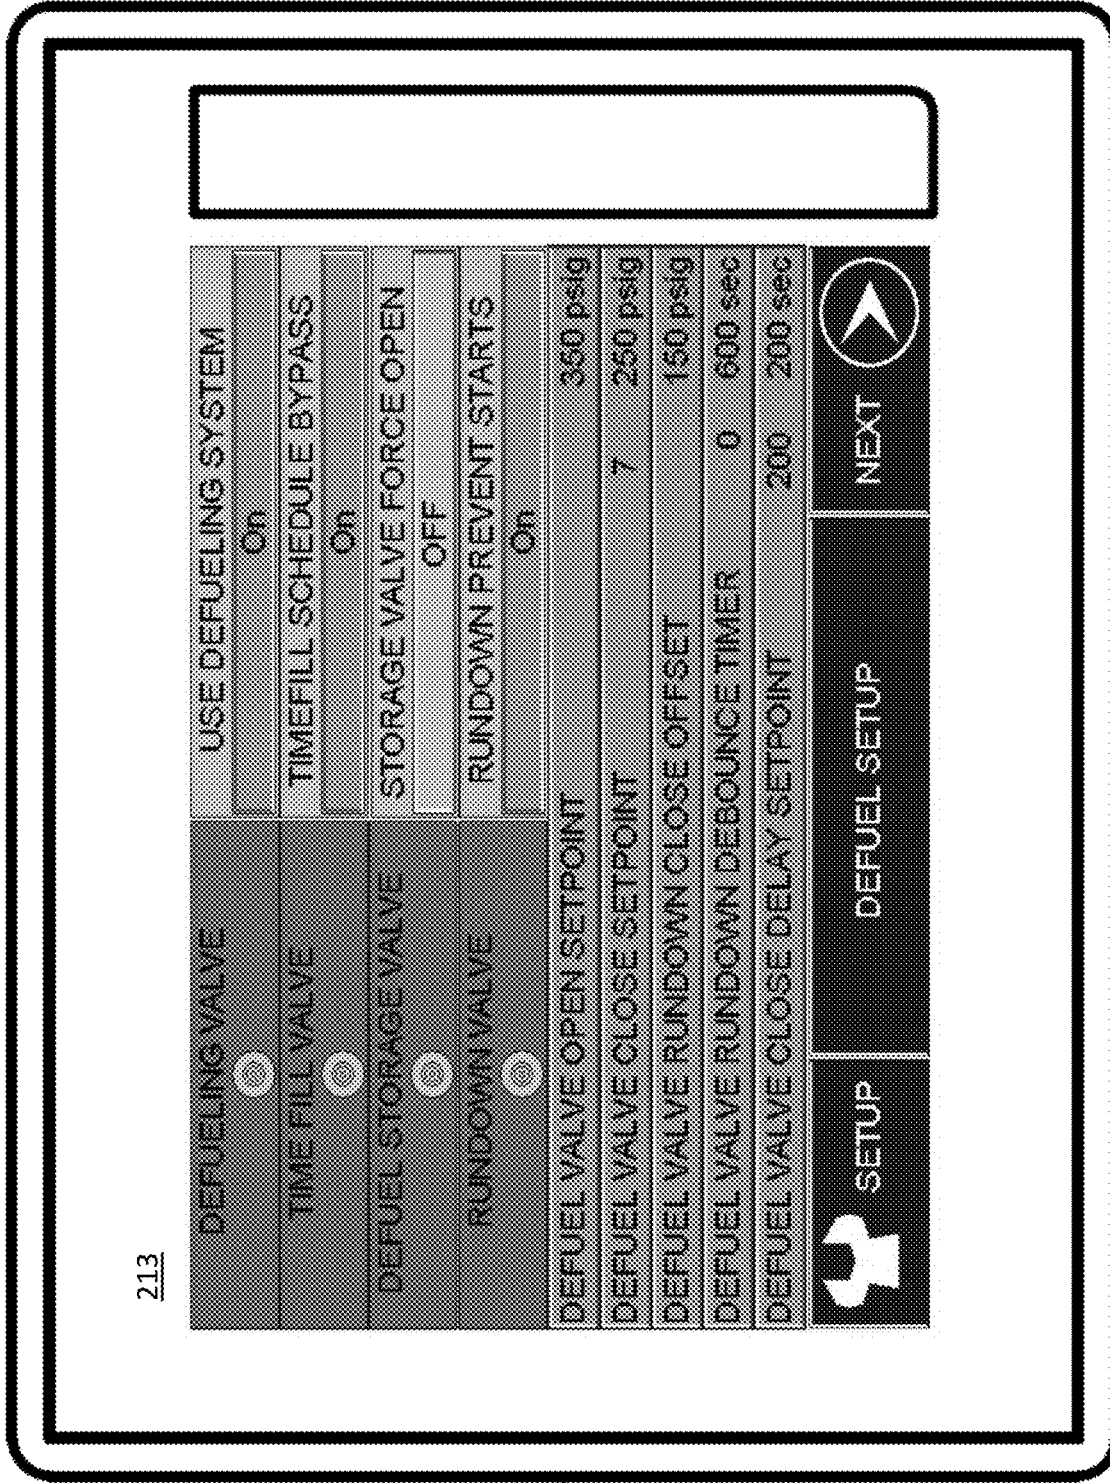 213
DEFUELING VALVE
USE DEFUELING SYSTEM
On
TIME FILL VALVE
TIMEFILL SCHEDULE BYPASS
On
DEFUEL STORAGE VALVE
STORAGE VALVE FORCE OPEN
OFF
RUNDOWN VALVE
RUNDOWN PREVENT STARTS
On
DEFUEL VALVE OPEN SETPOINT 350 psig
DEFUEL VALVE CLOSE SETPOINT 7 250 psig
DEFUEL VALVE RUNDOWN CLOSE OFFSET 150 psig
DEFUEL VALVE RUNDOWN DEBOUNCE TIMER 0 600 sec
DEFUEL VALVE CLOSE DELAY SETPOINT 200 200 sec
SETUP
DEFUEL SETUP
NEXT